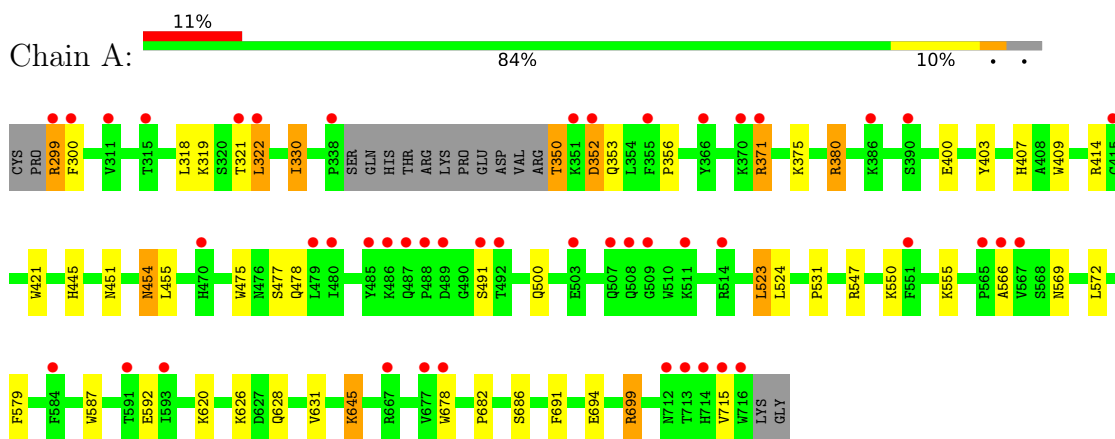 11%
Chain A:
84% 10% • •
CYS PRO R299 F300 V311 T315 L318 K319 S320 T321 L322 I330 P338 SER GLN HIS THR ARG LYS PRO GLU ASP VAL ARG T350 K351 D352 Q353 L354 F355 P356 Y366 K370 R371 K375 R380 K386 S390 E400 Y403 H407 A408 W409 R414 G415
W421 H445 N451 N454 L455 H470 W475 N476 S477 Q478 L479 I480 Y485 K486 Q487 P488 D489 G490 S491 T492 Q500 E503 Q507 Q508 G509 W510 K511 R514 L523 L524 P531 R547 K550 F551 K555 P565 A566 V567 S568 N569 L572
F579 F584 W587 T591 E592 I593 K620 K626 D627 Q628 V631 K645 R667 V677 W678 P682 S686 F691 E694 R699 N712 T713 H714 V715 W716 LYS GLY